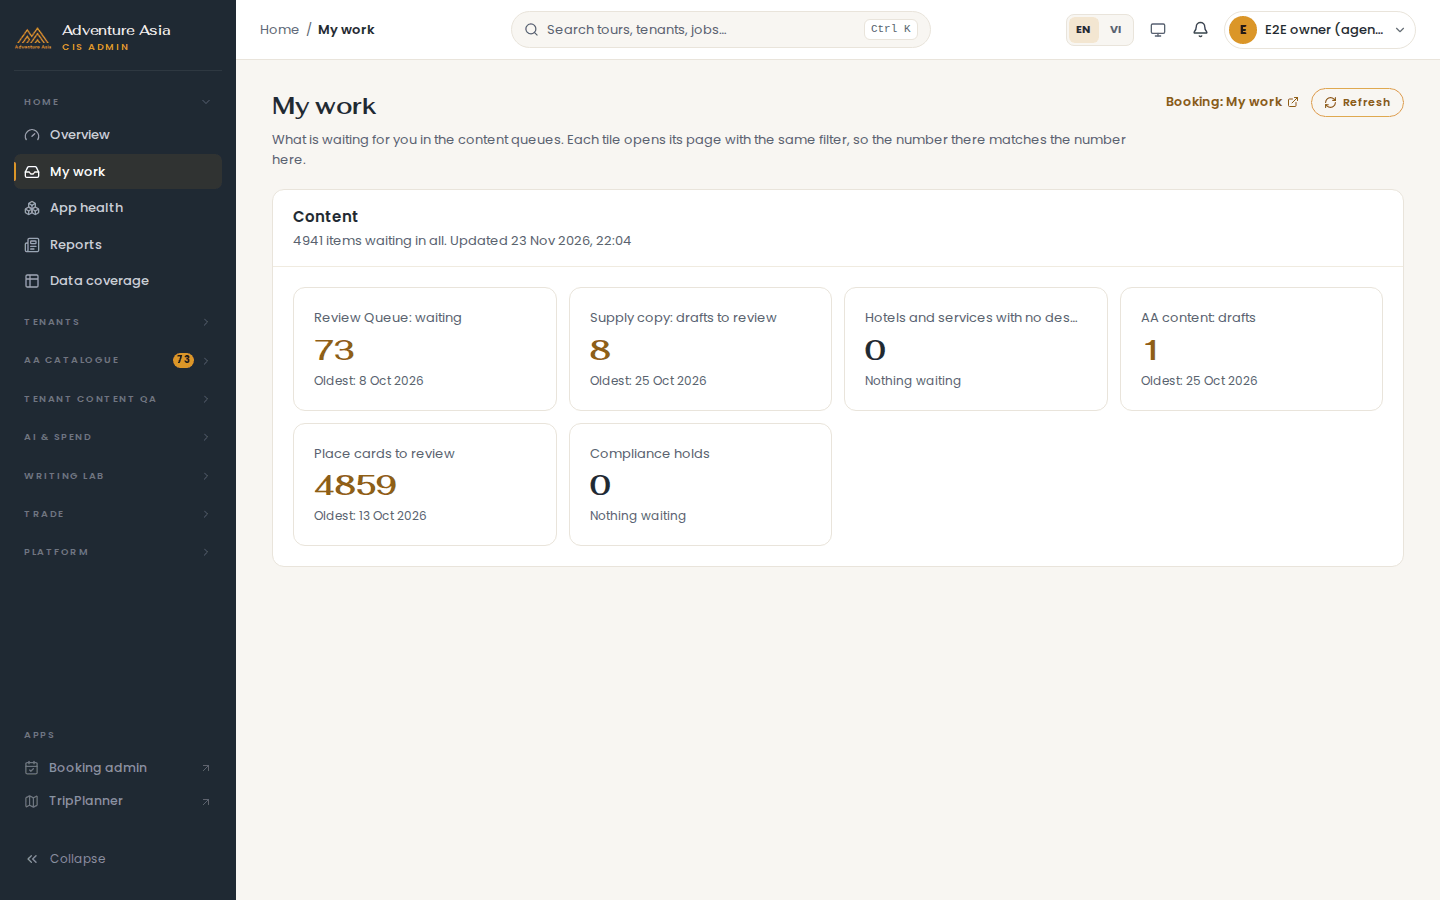 Adventure Asia
CIS ADMIN
Adventure Asia
HOME
Overview
My work
App health
Reports
Data coverage
TENANTS
AA CATALOGUE 73
TENANT CONTENT QA
AI & SPEND
WRITING LAB
TRADE
PLATFORM
APPS
Booking admin
TripPlanner
Collapse
Home / My work
Search tours, tenants, jobs... Ctrl K
EN VI
E E2E owner (agen...
My work
Booking: My work
Refresh
What is waiting for you in the content queues. Each tile opens its page with the same filter, so the number there matches the number
here.
Content
4941 items waiting in all. Updated 23 Nov 2026, 22:04
Review Queue: waiting
73
Oldest: 8 Oct 2026
Supply copy: drafts to review
8
Oldest: 25 Oct 2026
Hotels and services with no des...
0
Nothing waiting
AA content: drafts
1
Oldest: 25 Oct 2026
Place cards to review
4859
Oldest: 13 Oct 2026
Compliance holds
0
Nothing waiting